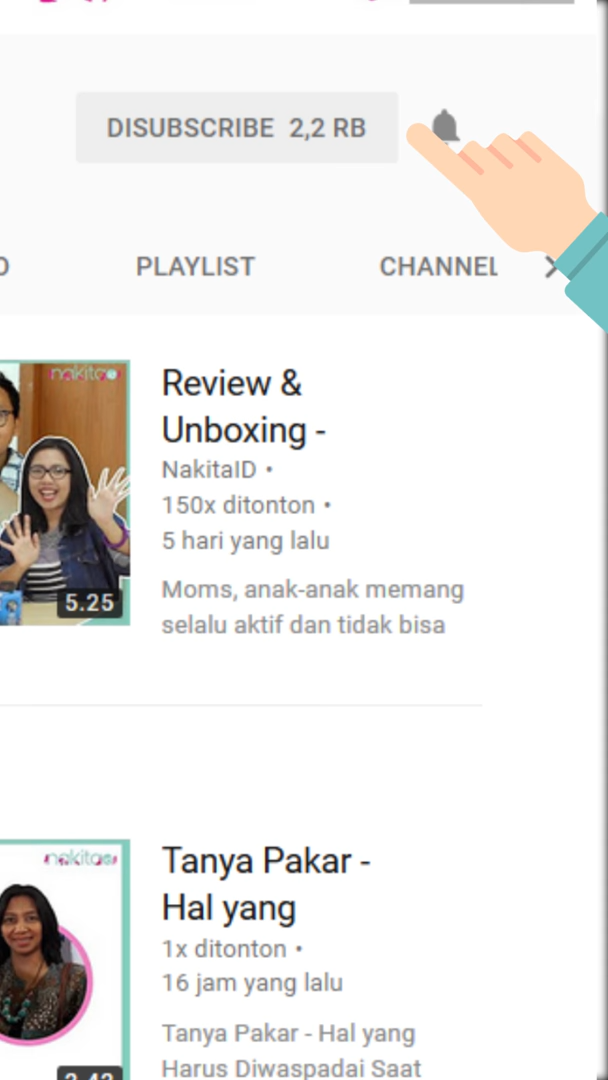 DISUBSCRIBE 2,2 RB
PLAYLIST CHANNEL
nakita
Review &
Unboxing -
NakitaID •
150x ditonton •
5 hari yang lalu
5.25
Moms, anak-anak memang
selalu aktif dan tidak bisa
nakita
Tanya Pakar -
Hal yang
1x ditonton •
16 jam yang lalu
Tanya Pakar - Hal yang
Harus Diwaspadai Saat